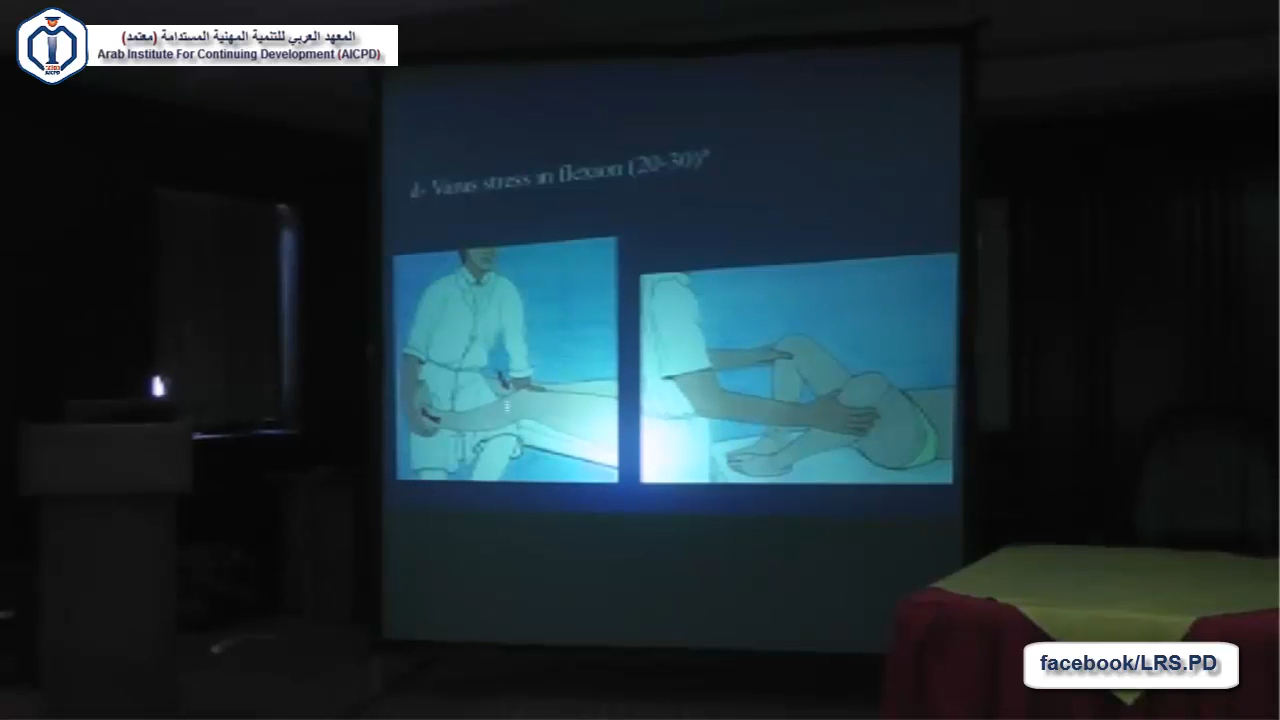 المعهد العربي للتنمية المهنية المستدامة (معتمد)
Arab Institute For Continuing Development (AICPD)
AICPD
d- Varus stress in flexion (20-30)°
facebook/LRS.PD